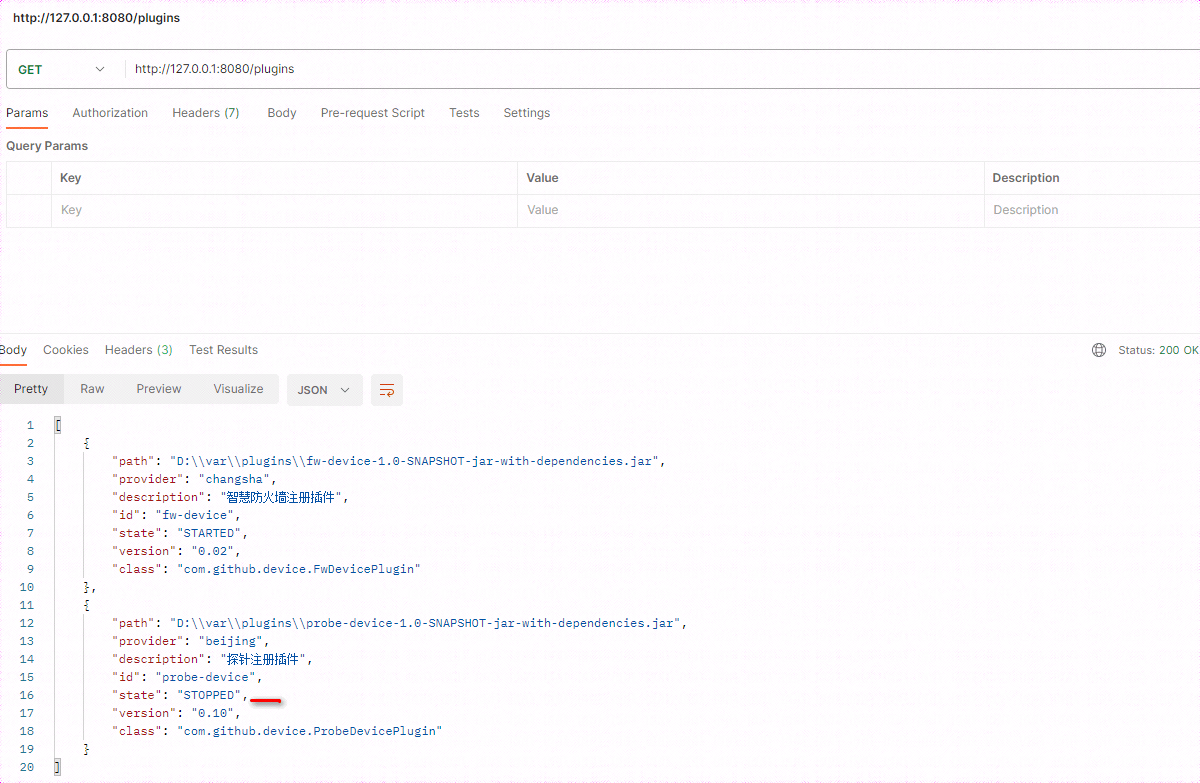 http://127.0.0.1:8080/plugins
GET http://127.0.0.1:8080/plugins
Params Authorization Headers (7) Body Pre-request Script Tests Settings
Query Params
Key Value Description
Key Value Description
Body Cookies Headers (3) Test Results Status: 200 OK
Pretty Raw Preview Visualize JSON
1 [
2 {
3 "path": "D:\\var\\plugins\\fw-device-1.0-SNAPSHOT-jar-with-dependencies.jar",
4 "provider": "changsha",
5 "description": "智慧防火墙注册插件",
6 "id": "fw-device",
7 "state": "STARTED",
8 "version": "0.02",
9 "class": "com.github.device.FwDevicePlugin"
10 },
11 {
12 "path": "D:\\var\\plugins\\probe-device-1.0-SNAPSHOT-jar-with-dependencies.jar",
13 "provider": "beijing",
14 "description": "探针注册插件",
15 "id": "probe-device",
16 "state": "STOPPED",
17 "version": "0.10",
18 "class": "com.github.device.ProbeDevicePlugin"
19 }
20 ]